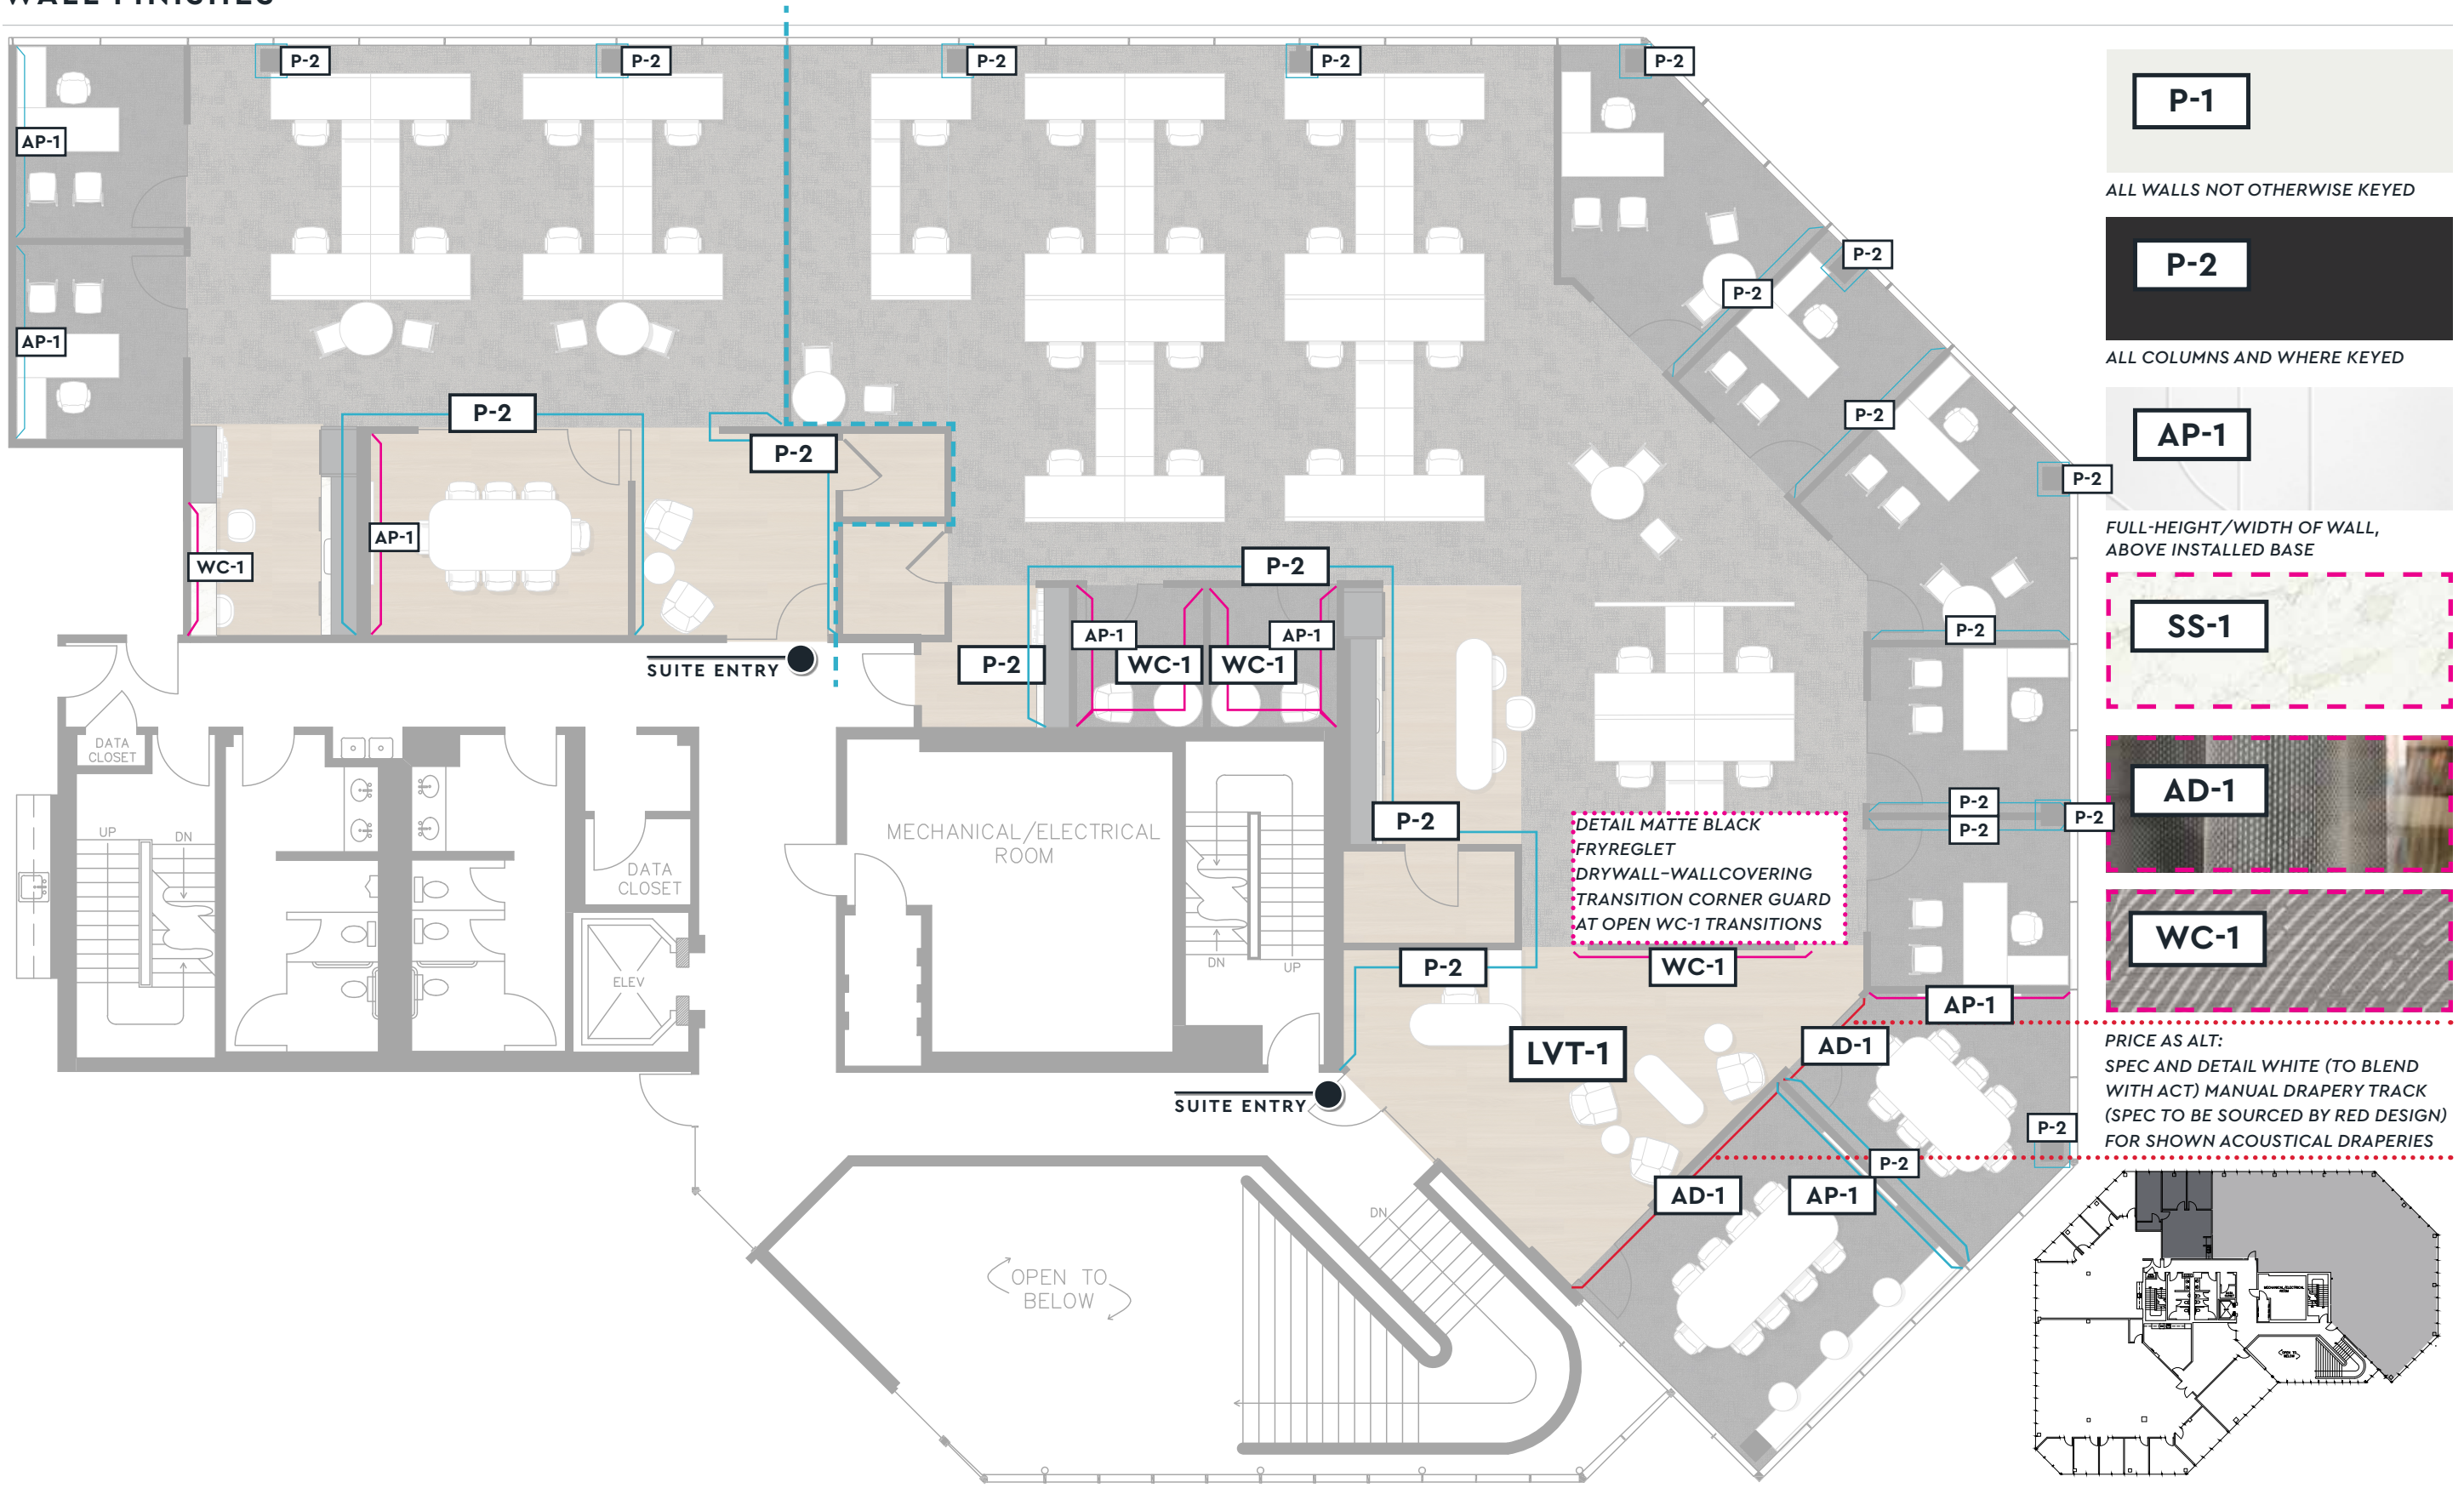 WALL FINISHES
P-2
P-2
P-2
P-2
P-2
AP-1
AP-1
P-2
P-2
P-2
P-2
P-2
P-2
AP-1
WC-1
P-2
P-2
AP-1
AP-1
WC-1
WC-1
P-2
SUITE ENTRY
P-2
P-2
P-2
P-2
DATA
CLOSET
UP
DN
MECHANICAL/ELECTRICAL
ROOM
DATA
CLOSET
ELEV
DN
UP
P-2
DETAIL MATTE BLACK
FRYREGLET
DRYWALL-WALLCOVERING
TRANSITION CORNER GUARD
AT OPEN WC-1 TRANSITIONS
P-2
WC-1
AP-1
LVT-1
AD-1
SUITE ENTRY
P-2
P-2
AD-1
AP-1
DN
OPEN TO
BELOW
P-1
ALL WALLS NOT OTHERWISE KEYED
P-2
ALL COLUMNS AND WHERE KEYED
AP-1
FULL-HEIGHT/WIDTH OF WALL,
ABOVE INSTALLED BASE
SS-1
AD-1
WC-1
PRICE AS ALT:
SPEC AND DETAIL WHITE (TO BLEND
WITH ACT) MANUAL DRAPERY TRACK
(SPEC TO BE SOURCED BY RED DESIGN)
FOR SHOWN ACOUSTICAL DRAPERIES